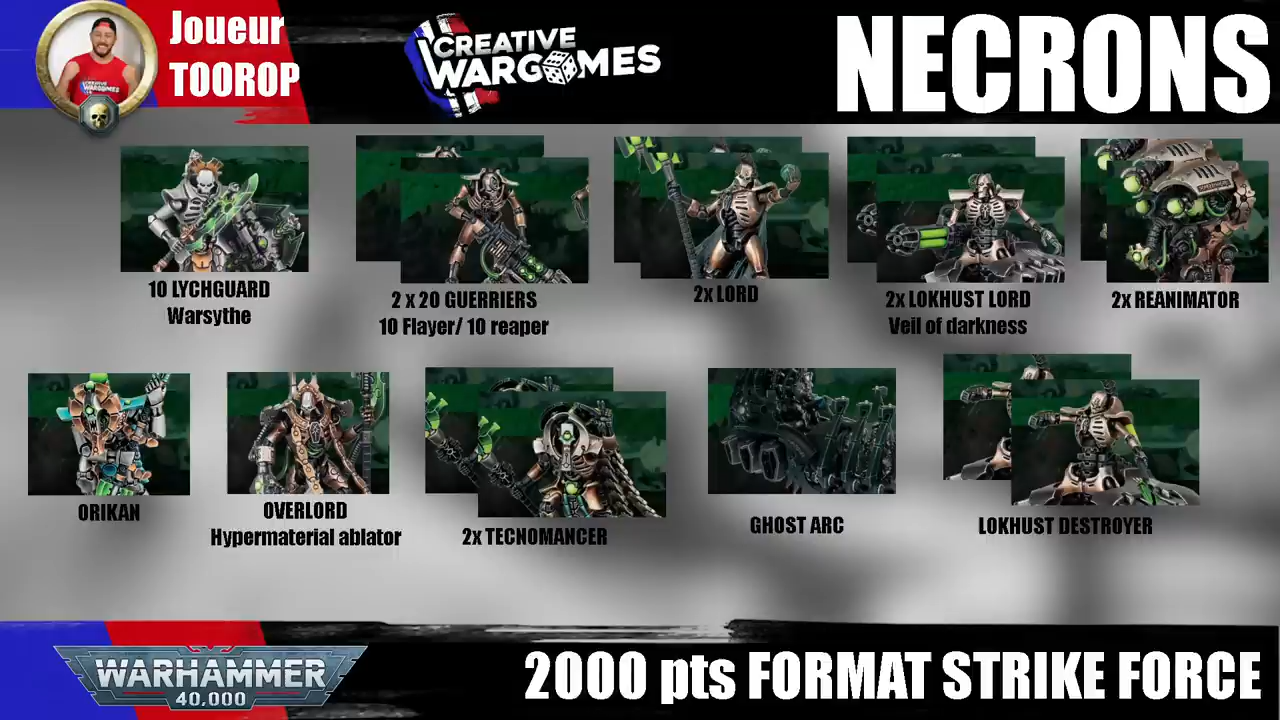 Joueur
TOOROP
CREATIVE
WARGAMES
NECRONS
10 LYCHGUARD
Warsythe
2 x 20 GUERRIERS
10 Flayer/ 10 reaper
2x LORD
2x LOKHUST LORD
Veil of darkness
2x REANIMATOR
ORIKAN
OVERLORD
Hypermaterial ablator
2x TECNOMANCER
GHOST ARC
LOKHUST DESTROYER
WARHAMMER
40,000
2000 pts FORMAT STRIKE FORCE